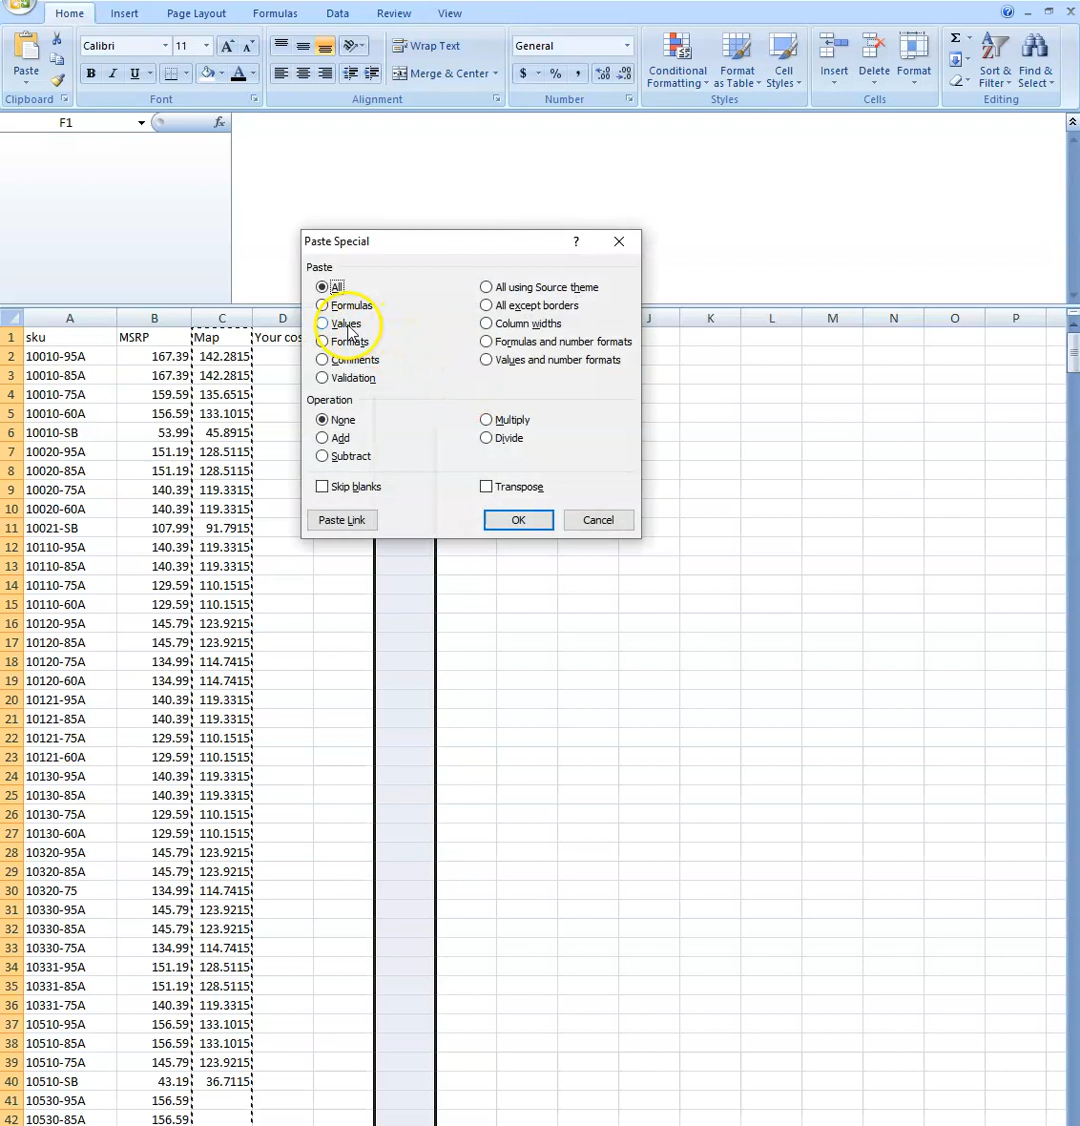 Home Insert Page Layout Formulas Data Review View
Calibri 11 A A Wrap Text General
Paste B I U A Merge & Center $ % , Conditional Formatting Format as Table Cell Styles Insert Delete Format Σ Sort & Filter Find & Select
Clipboard Font Alignment Number Styles Cells Editing
F1 fx
Paste Special ? 
Paste
All All using Source theme
Formulas All except borders
Values Column widths
Formats Formulas and number formats
Comments Values and number formats
Validation
Operation
None Multiply
Add Divide
Subtract
Skip blanks Transpose
Paste Link OK Cancel
A B C D J K L M N O P
1 sku MSRP Map Your cos
2 10010-95A 167.39 142.2815
3 10010-85A 167.39 142.2815
4 10010-75A 159.59 135.6515
5 10010-60A 156.59 133.1015
6 10010-SB 53.99 45.8915
7 10020-95A 151.19 128.5115
8 10020-85A 151.19 128.5115
9 10020-75A 140.39 119.3315
10 10020-60A 140.39 119.3315
11 10021-SB 107.99 91.7915
12 10110-95A 140.39 119.3315
13 10110-85A 140.39 119.3315
14 10110-75A 129.59 110.1515
15 10110-60A 129.59 110.1515
16 10120-95A 145.79 123.9215
17 10120-85A 145.79 123.9215
18 10120-75A 134.99 114.7415
19 10120-60A 134.99 114.7415
20 10121-95A 140.39 119.3315
21 10121-85A 140.39 119.3315
22 10121-75A 129.59 110.1515
23 10121-60A 129.59 110.1515
24 10130-95A 140.39 119.3315
25 10130-85A 140.39 119.3315
26 10130-75A 129.59 110.1515
27 10130-60A 129.59 110.1515
28 10320-95A 145.79 123.9215
29 10320-85A 145.79 123.9215
30 10320-75 134.99 114.7415
31 10330-95A 145.79 123.9215
32 10330-85A 145.79 123.9215
33 10330-75A 134.99 114.7415
34 10331-95A 151.19 128.5115
35 10331-85A 151.19 128.5115
36 10331-75A 140.39 119.3315
37 10510-95A 156.59 133.1015
38 10510-85A 156.59 133.1015
39 10510-75A 145.79 123.9215
40 10510-SB 43.19 36.7115
41 10530-95A 156.59
42 10530-85A 156.59